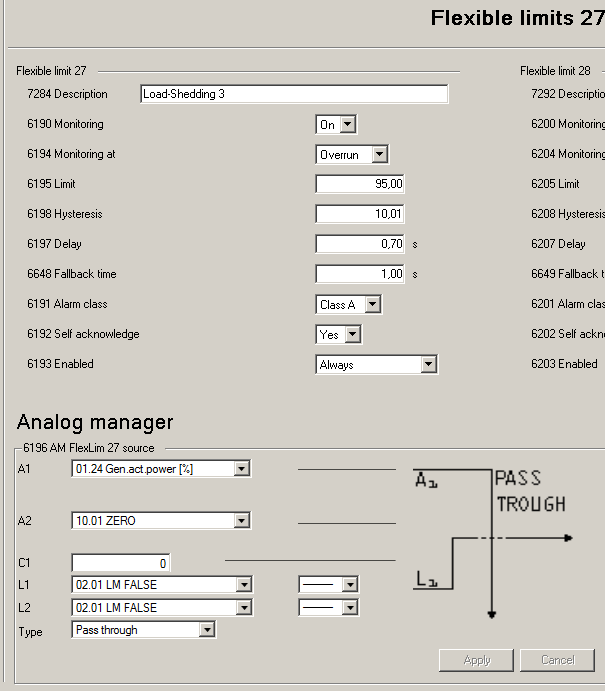 Flexible limits 27
Flexible limit 27 Flexible limit 28
7284 Description Load-Shedding 3 7292 Descriptio
6190 Monitoring On 6200 Monitoring
6194 Monitoring at Overrun 6204 Monitoring
6195 Limit 95,00 6205 Limit
6198 Hysteresis 10,01 6208 Hysteresis
6197 Delay 0,70 s 6207 Delay
6648 Fallback time 1,00 s 6649 Fallback t
6191 Alarm class Class A 6201 Alarm clas
6192 Self acknowledge Yes 6202 Self ackn
6193 Enabled Always 6203 Enabled
Analog manager
6196 AM FlexLim 27 source
A1 01.24 Gen.act.power [%] A1 PASS
TROUGH
A2 10.01 ZERO
C1 0
L1 02.01 LM FALSE L1
L2 02.01 LM FALSE
Type Pass through
Apply Cancel